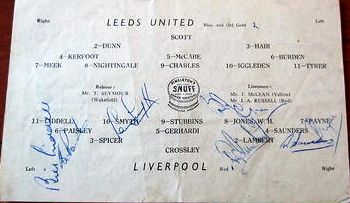 Right LEEDS UNITED Blue and Old Gold 2 Left
SCOTT
2—DUNN 3—HAIR
4—KERFOOT 5—McCABE 6—BURDEN
7—MEEK 8—NIGHTINGALE 9—CHARLES 10—IGGLEDEN 11—TYRER
Referee : Linesmen :
Mr. T. SEYMOUR Mr. J. McLEAN (Yellow)
(Wakefield) Mr. J. A. RUSSELL (Red)
SINGLETON'S
SNUFF
11—LIDDELL 10—SMYTH 9—STUBBINS 8—JONES, W. H. 7—PAYNE
6—PAISLEY 5—GERHARDI 4—SAUNDERS
3—SPICER 2—LAMBERT
CROSSLEY
Left LIVERPOOL Red Right